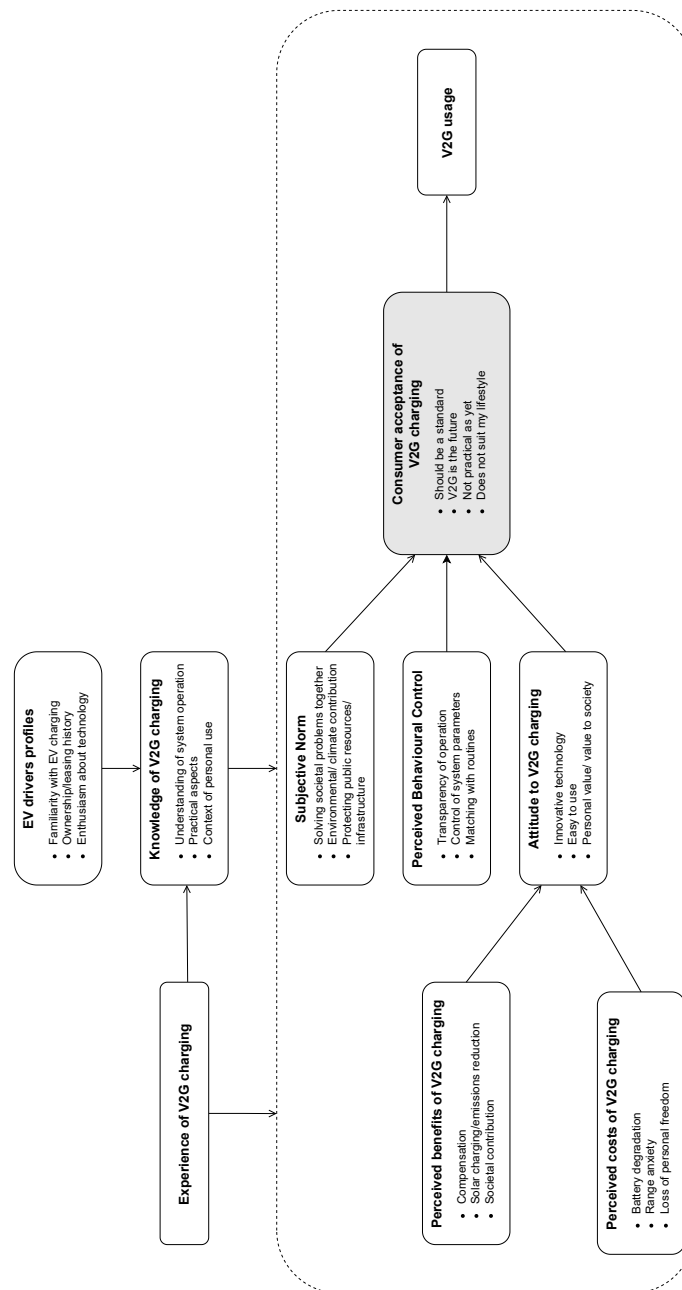 EV drivers profiles
• Familiarity with EV charging
• Ownership/leasing history
• Enthusiasm about technology
Experience of V2G charging
Knowledge of V2G charging
• Understanding of system operation
• Practical aspects
• Context of personal use
Subjective Norm
• Solving societal problems together
• Environmental/ climate contribution
• Protecting public resources/
infrastructure
Perceived benefits of V2G charging
• Compensation
• Solar charging/emissions reduction
• Societal contribution
Perceived Behavioural Control
• Transparency of operation
• Control of system parameters
• Matching with routines
Consumer acceptance of
V2G charging
• Should be a standard
• V2G is the future
• Not practical as yet
• Does not suit my lifestyle
V2G usage
Perceived costs of V2G charging
• Battery degradation
• Range anxiety
• Loss of personal freedom
Attitude to V2G charging
• Innovative technology
• Easy to use
• Personal value/ value to society